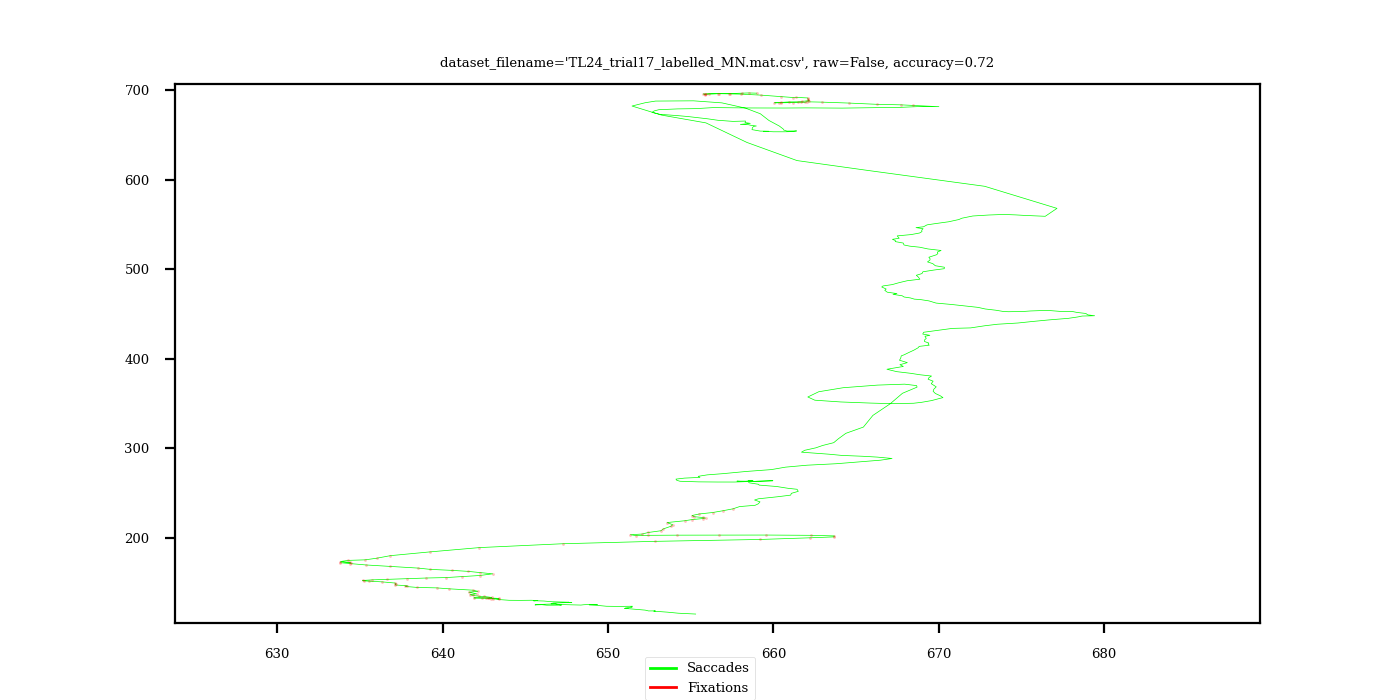 dataset_filename='TL24_trial17_labelled_MN.mat.csv', raw=False, accuracy=0.72
700
600
500
400
300
200
630 640 650 660 670 680
Saccades
Fixations